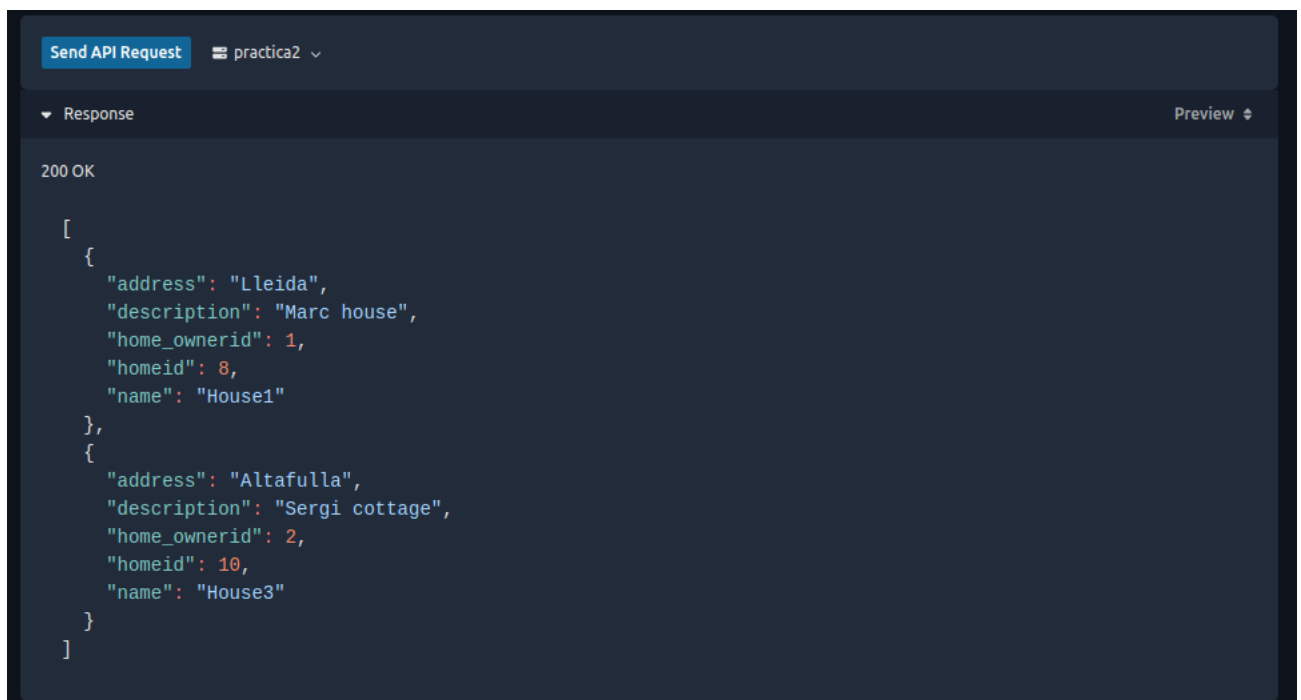 Send API Request practica2
Response Preview
200 OK
[
{
"address": "Lleida",
"description": "Marc house",
"home_ownerid": 1,
"homeid": 8,
"name": "House1"
},
{
"address": "Altafulla",
"description": "Sergi cottage",
"home_ownerid": 2,
"homeid": 10,
"name": "House3"
}
]